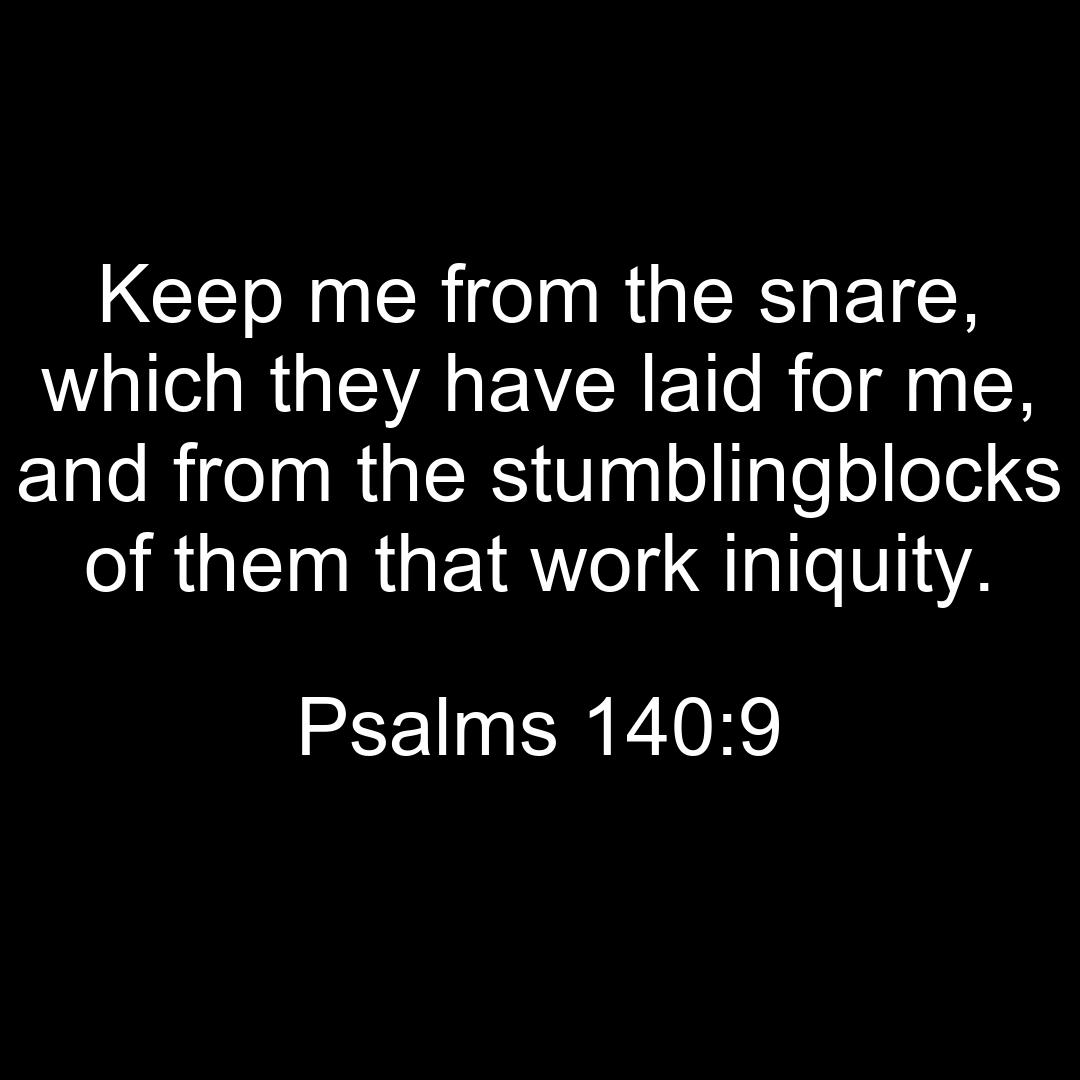 Keep me from the snare,
which they have laid for me,
and from the stumblingblocks
of them that work iniquity.
Psalms 140:9